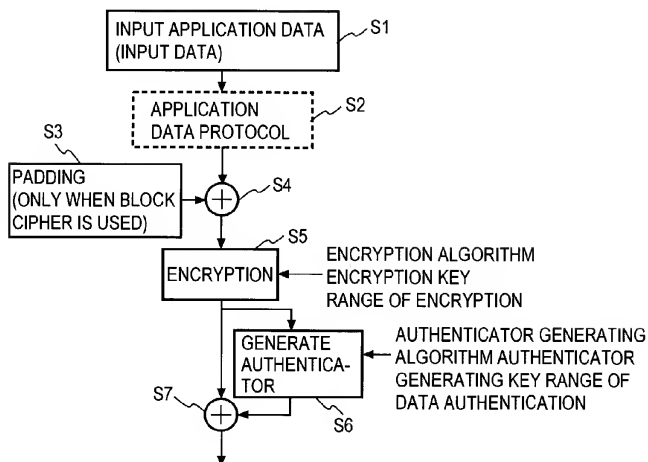 INPUT APPLICATION DATA
(INPUT DATA)
S1
S2
APPLICATION
DATA PROTOCOL
S3
PADDING
(ONLY WHEN BLOCK
CIPHER IS USED)
S4
S5
ENCRYPTION
ENCRYPTION ALGORITHM
ENCRYPTION KEY
RANGE OF ENCRYPTION
GENERATE
AUTHENTICA-
TOR
AUTHENTICATOR GENERATING
ALGORITHM AUTHENTICATOR
GENERATING KEY RANGE OF
DATA AUTHENTICATION
S7
S6